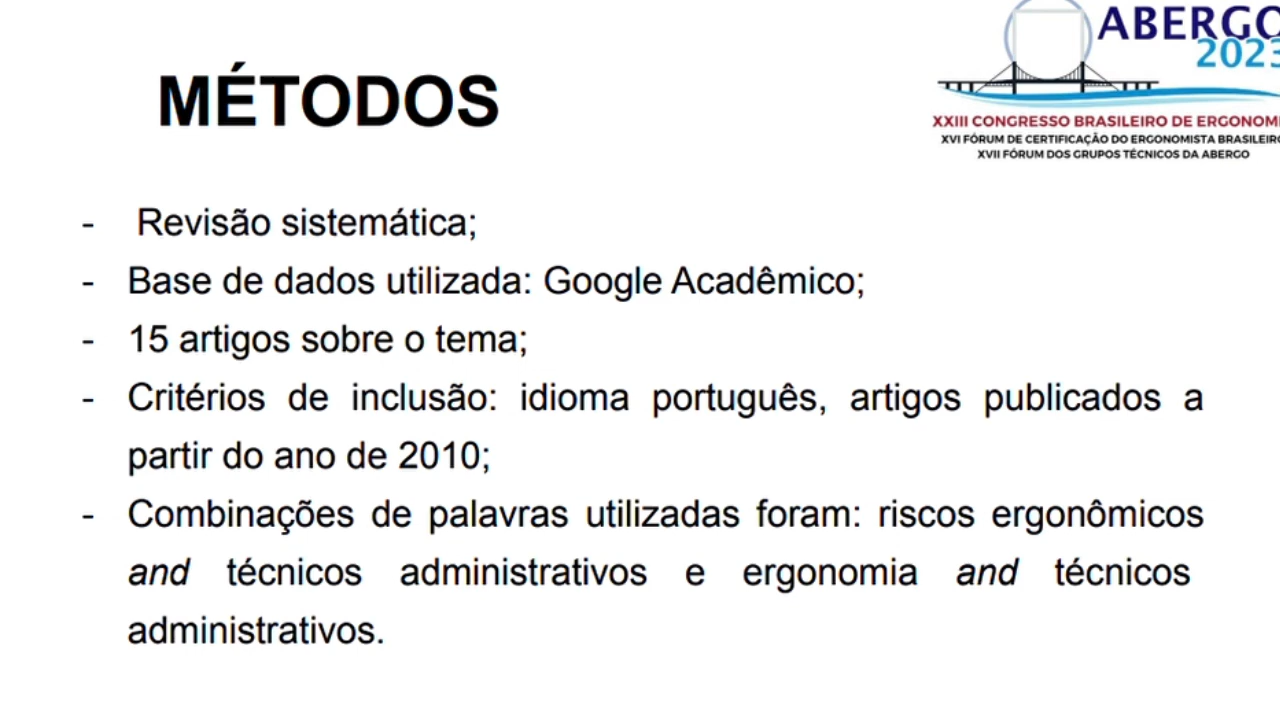 MÉTODOS
ABERGO
2023
XXIII CONGRESSO BRASILEIRO DE ERGONOMI
XVI FÓRUM DE CERTIFICAÇÃO DO ERGONOMISTA BRASILEIRO
XVII FÓRUM DOS GRUPOS TÉCNICOS DA ABERGO
- Revisão sistemática;
- Base de dados utilizada: Google Acadêmico;
- 15 artigos sobre o tema;
- Critérios de inclusão: idioma português, artigos publicados a
partir do ano de 2010;
- Combinações de palavras utilizadas foram: riscos ergonômicos
and técnicos administrativos e ergonomia and técnicos
administrativos.